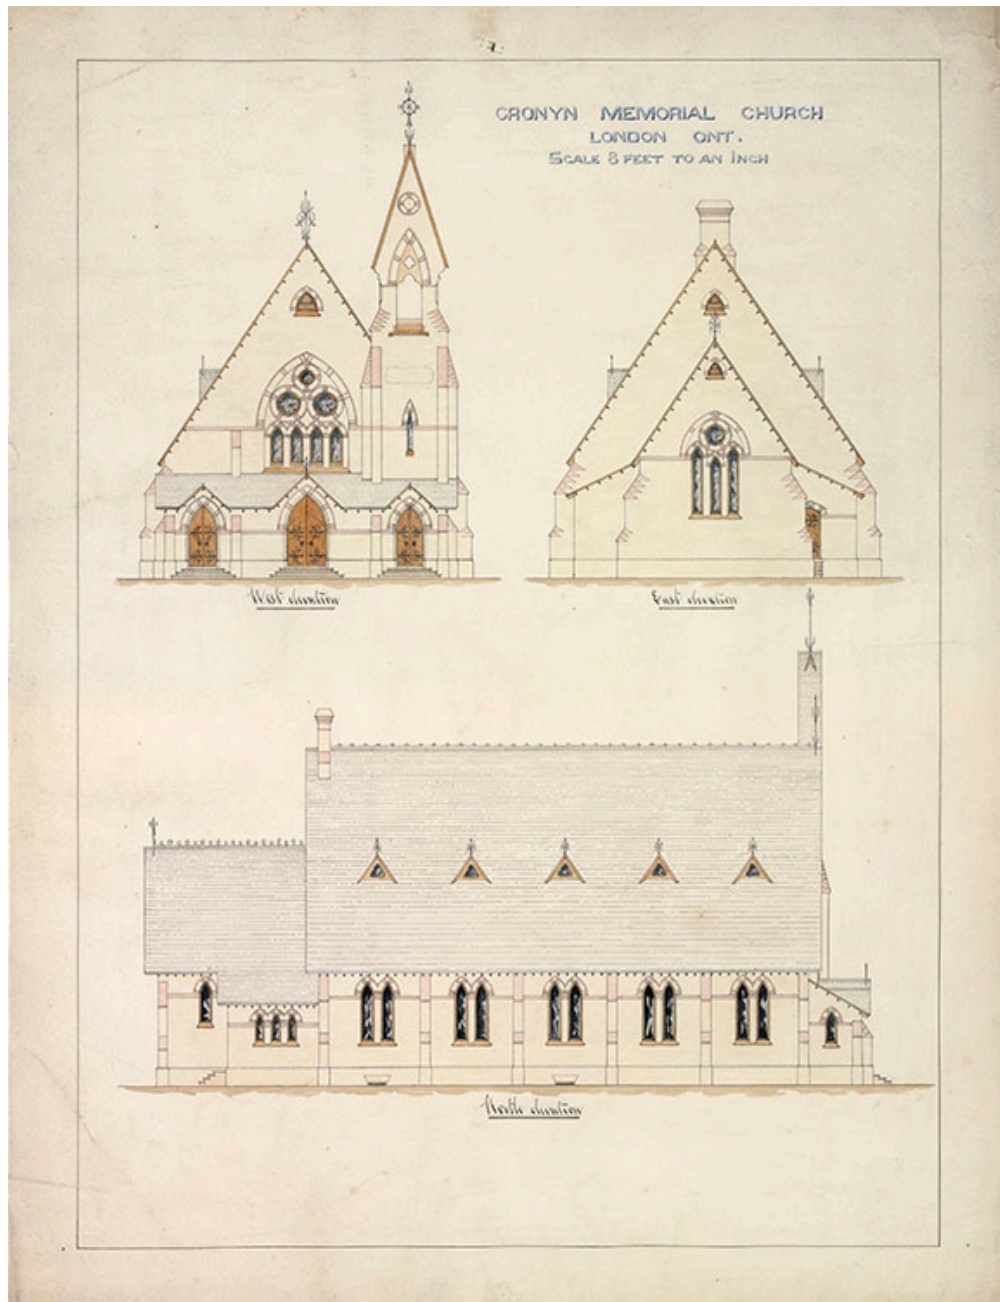 CRONYN MEMORIAL CHURCH
LONDON ONT.
SCALE 8 FEET TO AN INCH
West elevation
East elevation
North elevation